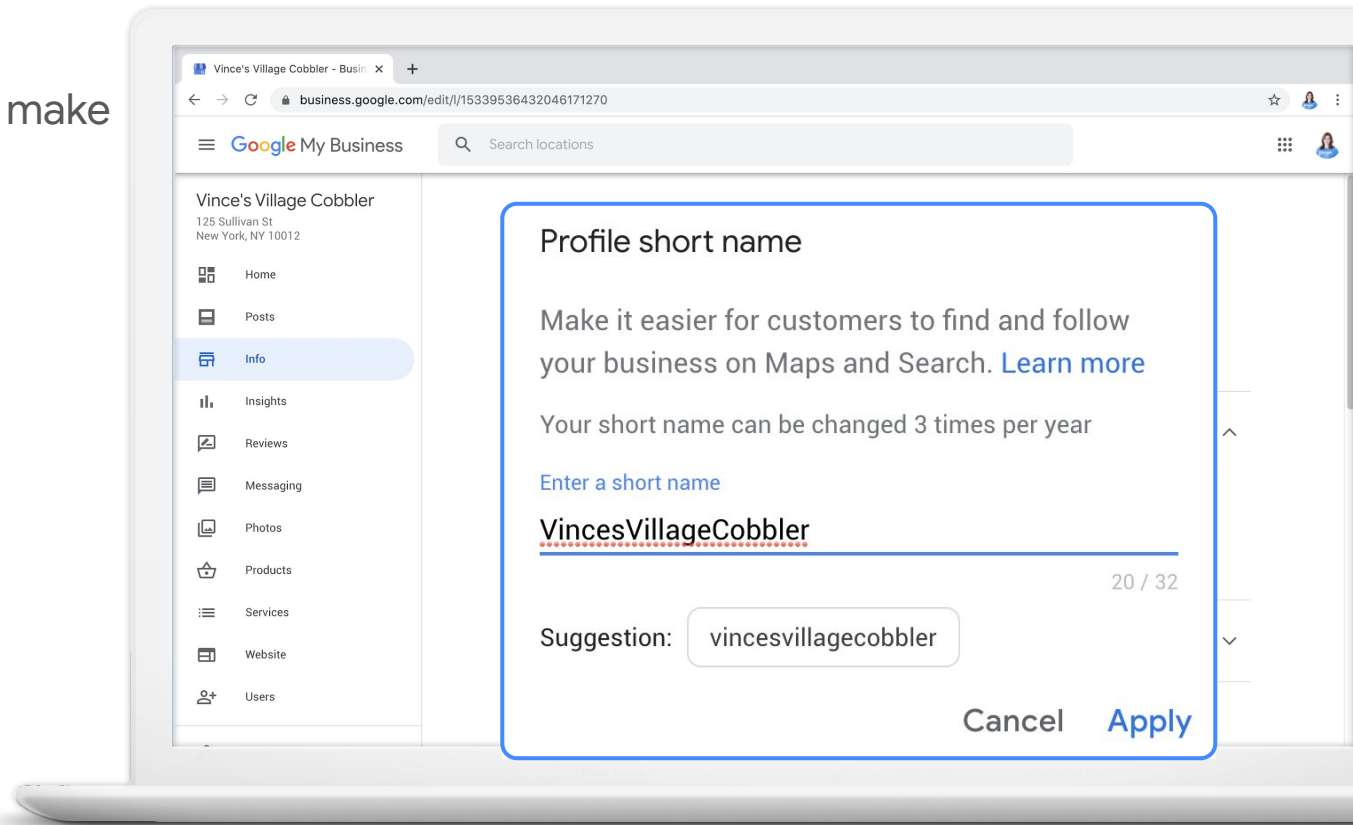 make
Vince's Village Cobbler - Busin
business.google.com/edit/l/15339536432046171270
Google My Business
Search locations
Vince's Village Cobbler
125 Sullivan St
New York, NY 10012
Home
Posts
Info
Insights
Reviews
Messaging
Photos
Products
Services
Website
Users
Profile short name
Make it easier for customers to find and follow
your business on Maps and Search. Learn more
Your short name can be changed 3 times per year
Enter a short name
VincesVillageCobbler
20 / 32
Suggestion: vincesvillagecobbler
Cancel Apply